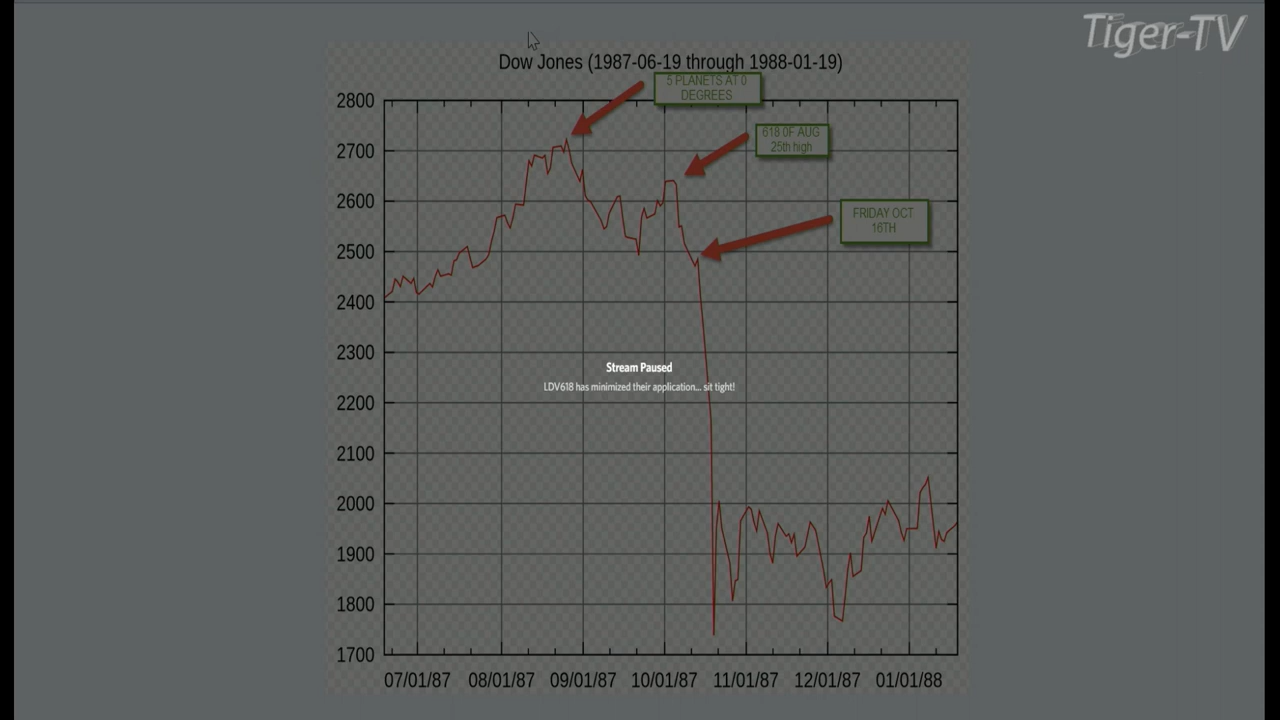 Tiger-TV
Dow Jones (1987-06-19 through 1988-01-19)
5 PLANETS AT 0
DEGREES
618 0F AUG
25th high
FRIDAY OCT
16TH
2800
2700
2600
2500
2400
2300
2200
2100
2000
1900
1800
1700
Stream Paused
LDV618 has minimized their application... sit tight!
07/01/87 08/01/87 09/01/87 10/01/87 11/01/87 12/01/87 01/01/88